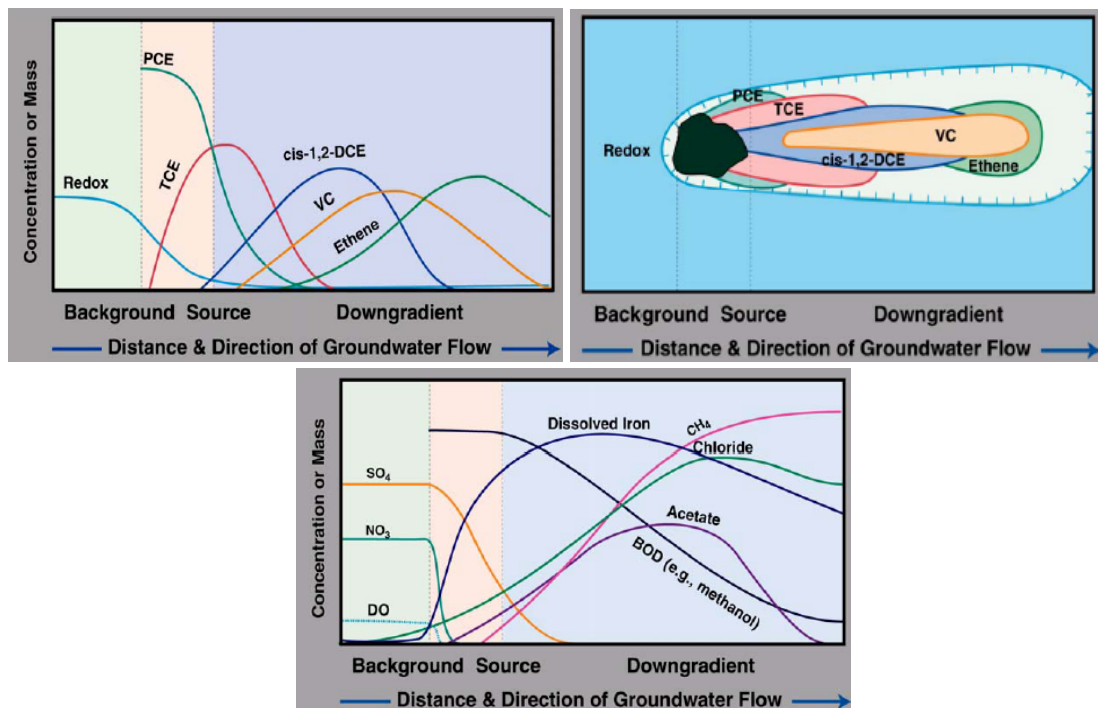 Concentration or Mass
PCE
TCE
cis-1,2-DCE
Redox
VC
Ethene
Background Source Downgradient
Distance & Direction of Groundwater Flow
PCE
TCE
Redox
VC
cis-1,2-DCE
Ethene
Background Source Downgradient
Distance & Direction of Groundwater Flow
Concentration or Mass
Dissolved Iron
CH4
Chloride
SO4
Acetate
NO3
BOD (e.g., methanol)
DO
Background Source Downgradient
Distance & Direction of Groundwater Flow